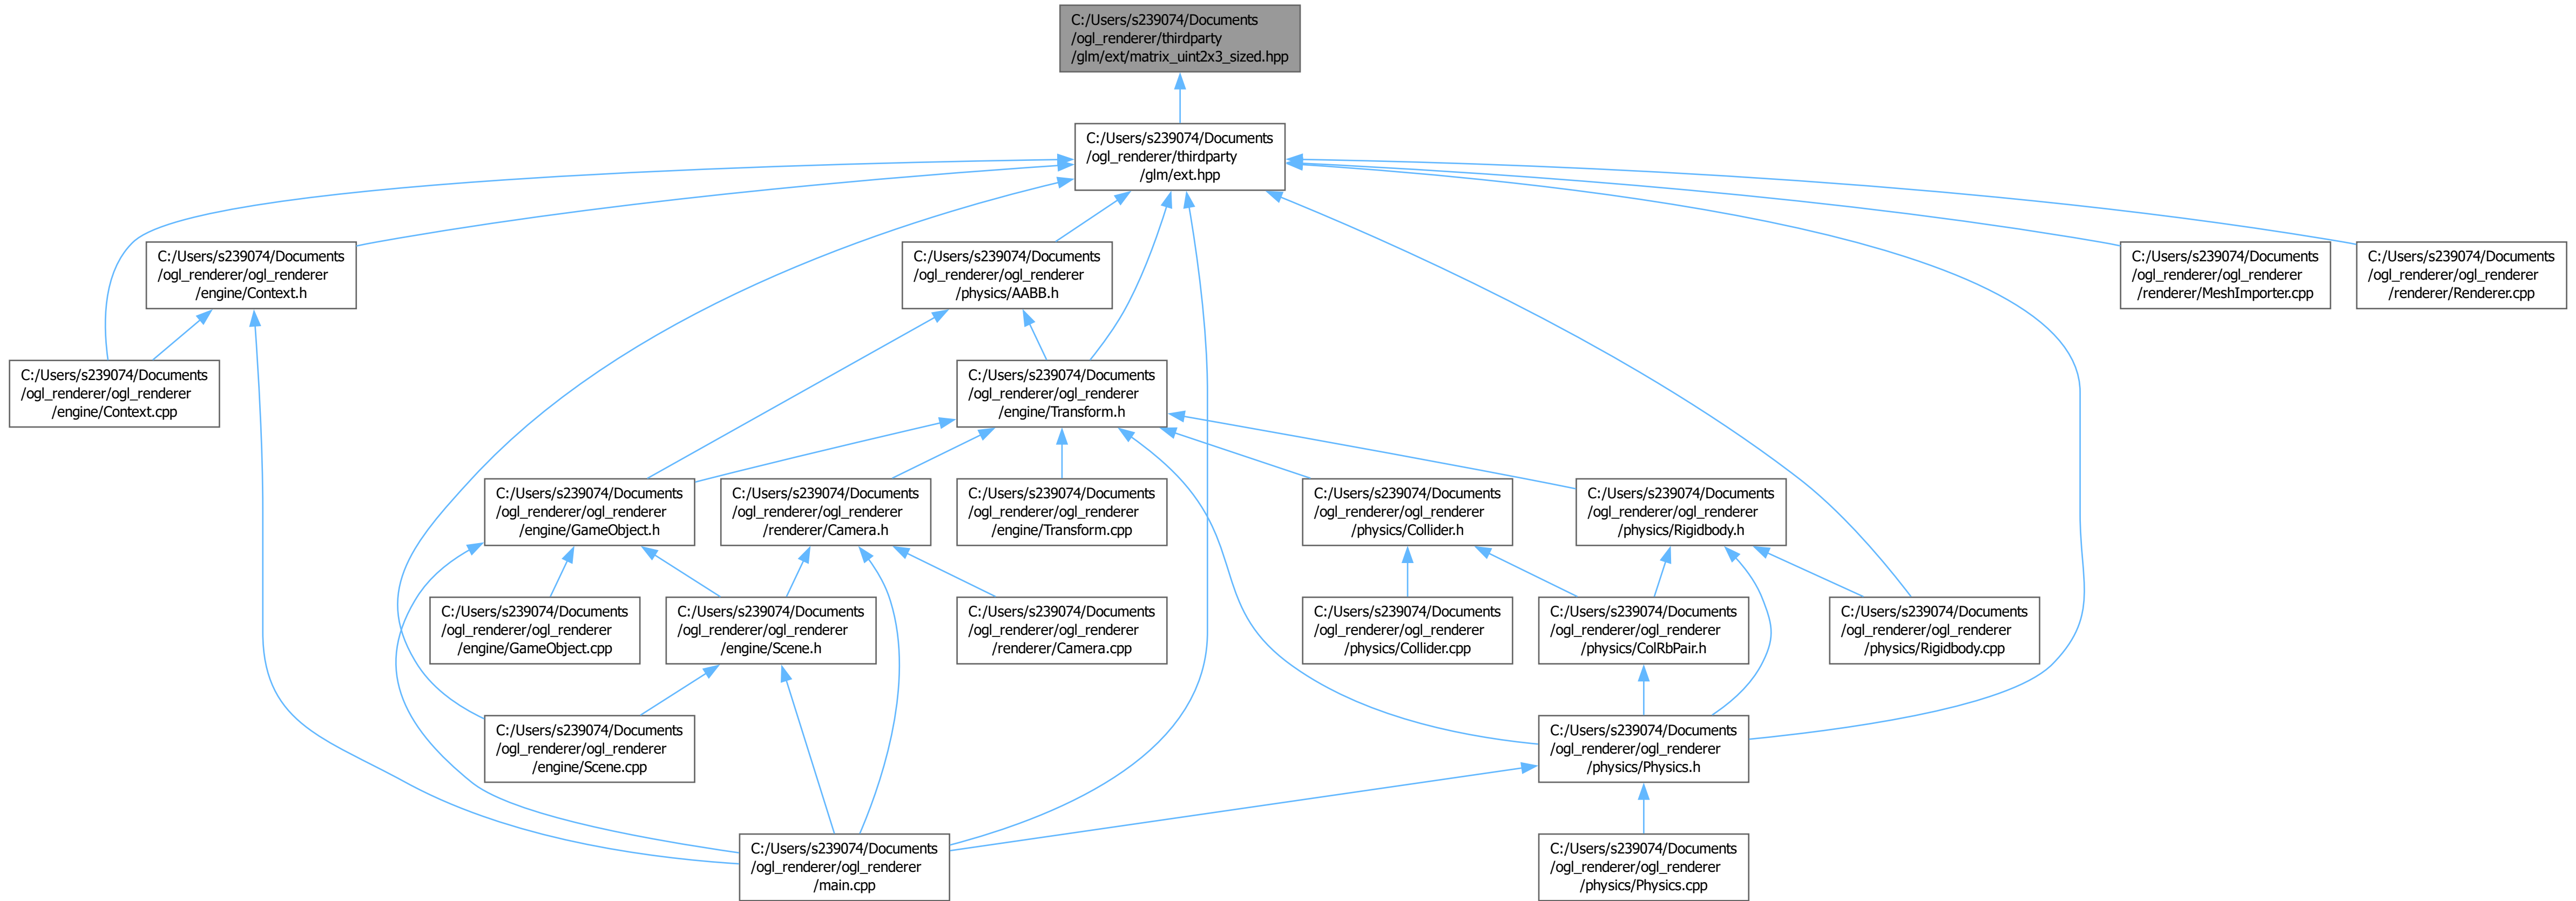 C:/Users/s239074/Documents
/ogl_renderer/thirdparty
/glm/ext/matrix_uint2x3_sized.hpp
C:/Users/s239074/Documents
/ogl_renderer/thirdparty
/glm/ext.hpp
C:/Users/s239074/Documents
/ogl_renderer/ogl_renderer
/engine/Context.h
C:/Users/s239074/Documents
/ogl_renderer/ogl_renderer
/physics/AABB.h
C:/Users/s239074/Documents
/ogl_renderer/ogl_renderer
/renderer/MeshImporter.cpp
C:/Users/s239074/Documents
/ogl_renderer/ogl_renderer
/renderer/Renderer.cpp
C:/Users/s239074/Documents
/ogl_renderer/ogl_renderer
/engine/Context.cpp
C:/Users/s239074/Documents
/ogl_renderer/ogl_renderer
/engine/Transform.h
C:/Users/s239074/Documents
/ogl_renderer/ogl_renderer
/engine/GameObject.h
C:/Users/s239074/Documents
/ogl_renderer/ogl_renderer
/renderer/Camera.h
C:/Users/s239074/Documents
/ogl_renderer/ogl_renderer
/engine/Transform.cpp
C:/Users/s239074/Documents
/ogl_renderer/ogl_renderer
/physics/Collider.h
C:/Users/s239074/Documents
/ogl_renderer/ogl_renderer
/physics/Rigidbody.h
C:/Users/s239074/Documents
/ogl_renderer/ogl_renderer
/engine/GameObject.cpp
C:/Users/s239074/Documents
/ogl_renderer/ogl_renderer
/engine/Scene.h
C:/Users/s239074/Documents
/ogl_renderer/ogl_renderer
/renderer/Camera.cpp
C:/Users/s239074/Documents
/ogl_renderer/ogl_renderer
/physics/Collider.cpp
C:/Users/s239074/Documents
/ogl_renderer/ogl_renderer
/physics/ColRbPair.h
C:/Users/s239074/Documents
/ogl_renderer/ogl_renderer
/physics/Rigidbody.cpp
C:/Users/s239074/Documents
/ogl_renderer/ogl_renderer
/engine/Scene.cpp
C:/Users/s239074/Documents
/ogl_renderer/ogl_renderer
/physics/Physics.h
C:/Users/s239074/Documents
/ogl_renderer/ogl_renderer
/main.cpp
C:/Users/s239074/Documents
/ogl_renderer/ogl_renderer
/physics/Physics.cpp